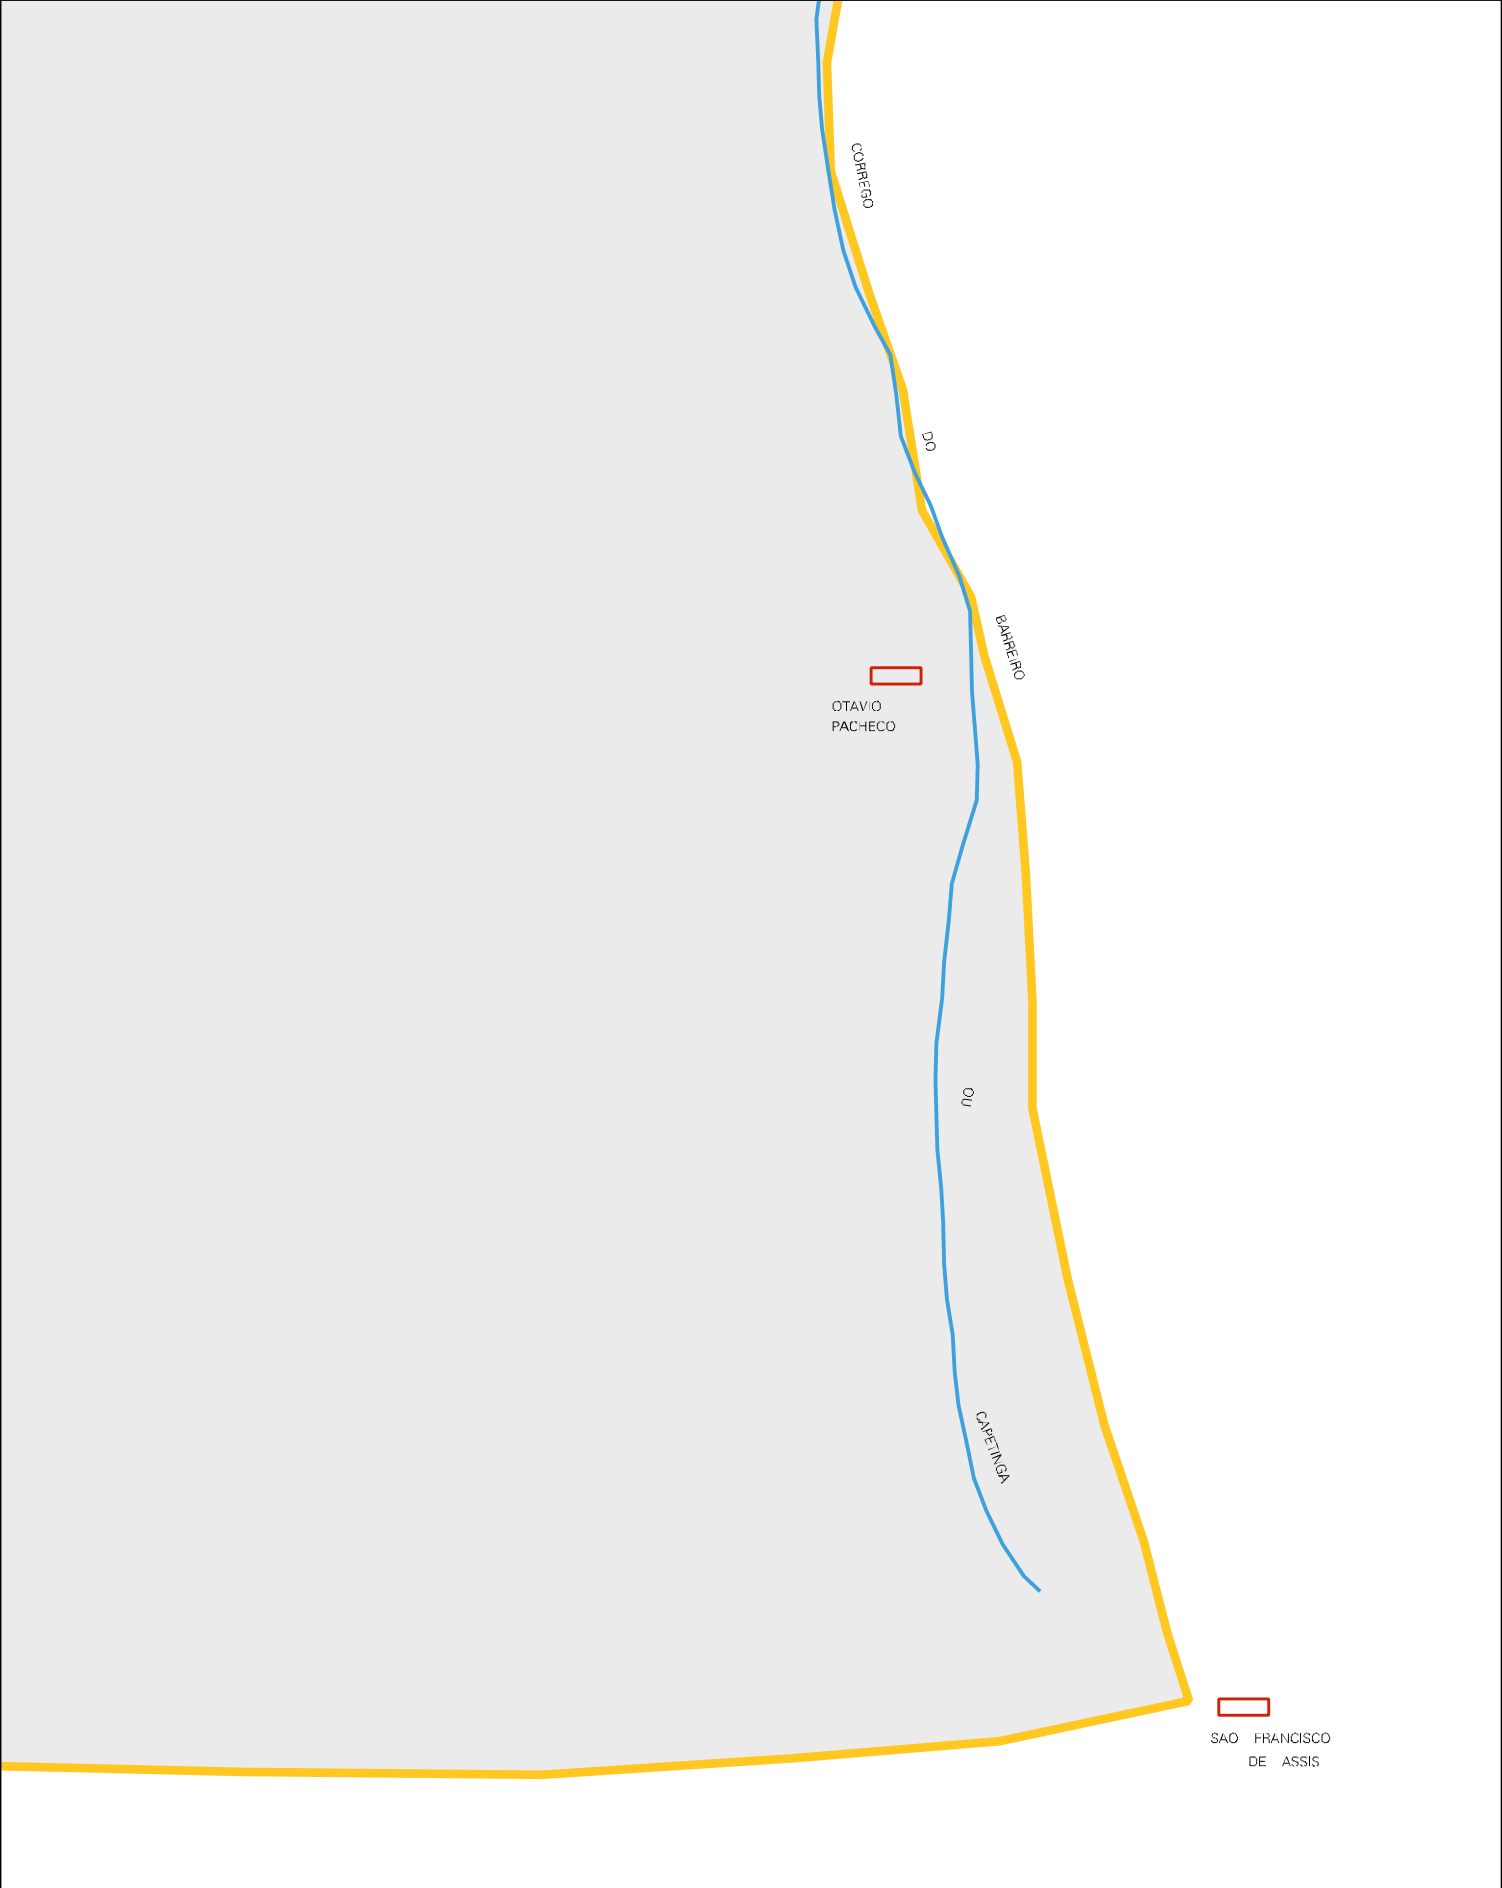 CORREGO
DO
BARREIRO
OTAVIO
PACHECO
OU
CAPETINGA
SAO FRANCISCO
DE ASSIS